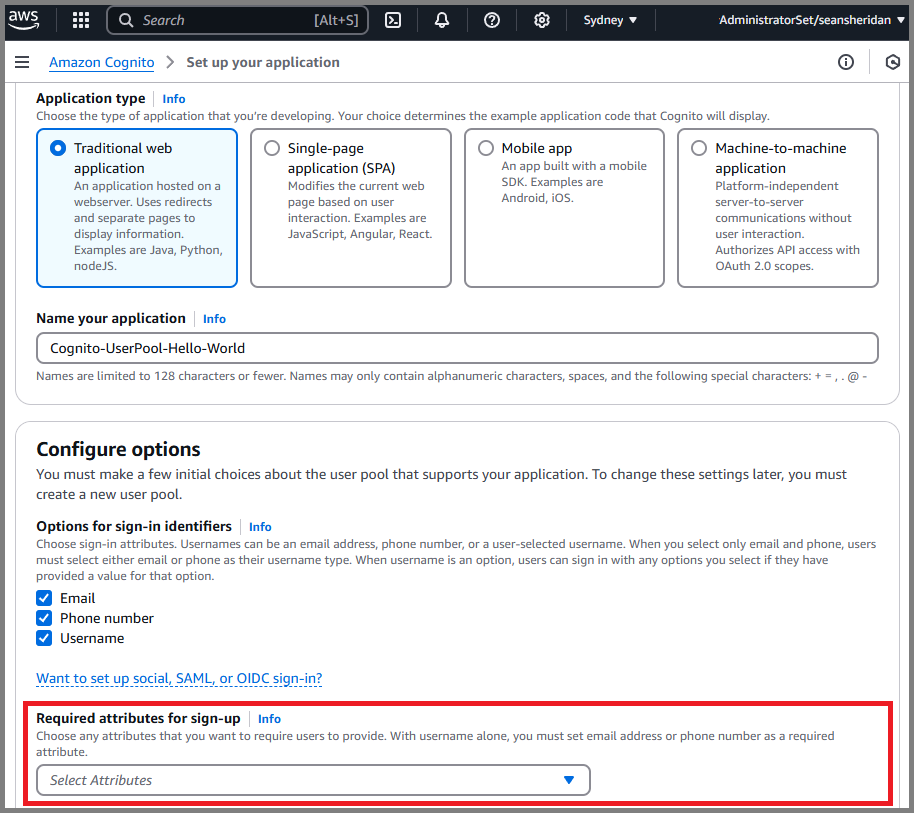 aws
Search [Alt+S] Sydney AdministratorSet/seansheridan
Amazon Cognito Set up your application
Application type Info
Choose the type of application that you're developing. Your choice determines the example application code that Cognito will display.
Traditional web
application
An application hosted on a
webserver. Uses redirects
and separate pages to
display information.
Examples are Java, Python,
nodeJS.
Single-page
application (SPA)
Modifies the current web
page based on user
interaction. Examples are
JavaScript, Angular, React.
Mobile app
An app built with a mobile
SDK. Examples are
Android, iOS.
Machine-to-machine
application
Platform-independent
server-to-server
communications without
user interaction.
Authorizes API access with
OAuth 2.0 scopes.
Name your application Info
Cognito-UserPool-Hello-World
Names are limited to 128 characters or fewer. Names may only contain alphanumeric characters, spaces, and the following special characters: + = , . @ -
Configure options
You must make a few initial choices about the user pool that supports your application. To change these settings later, you must
create a new user pool.
Options for sign-in identifiers Info
Choose sign-in attributes. Usernames can be an email address, phone number, or a user-selected username. When you select only email and phone, users
must select either email or phone as their username type. When username is an option, users can sign in with any options you select if they have
provided a value for that option.
Email
Phone number
Username
Want to set up social, SAML, or OIDC sign-in?
Required attributes for sign-up Info
Choose any attributes that you want to require users to provide. With username alone, you must set email address or phone number as a required
attribute.
Select Attributes